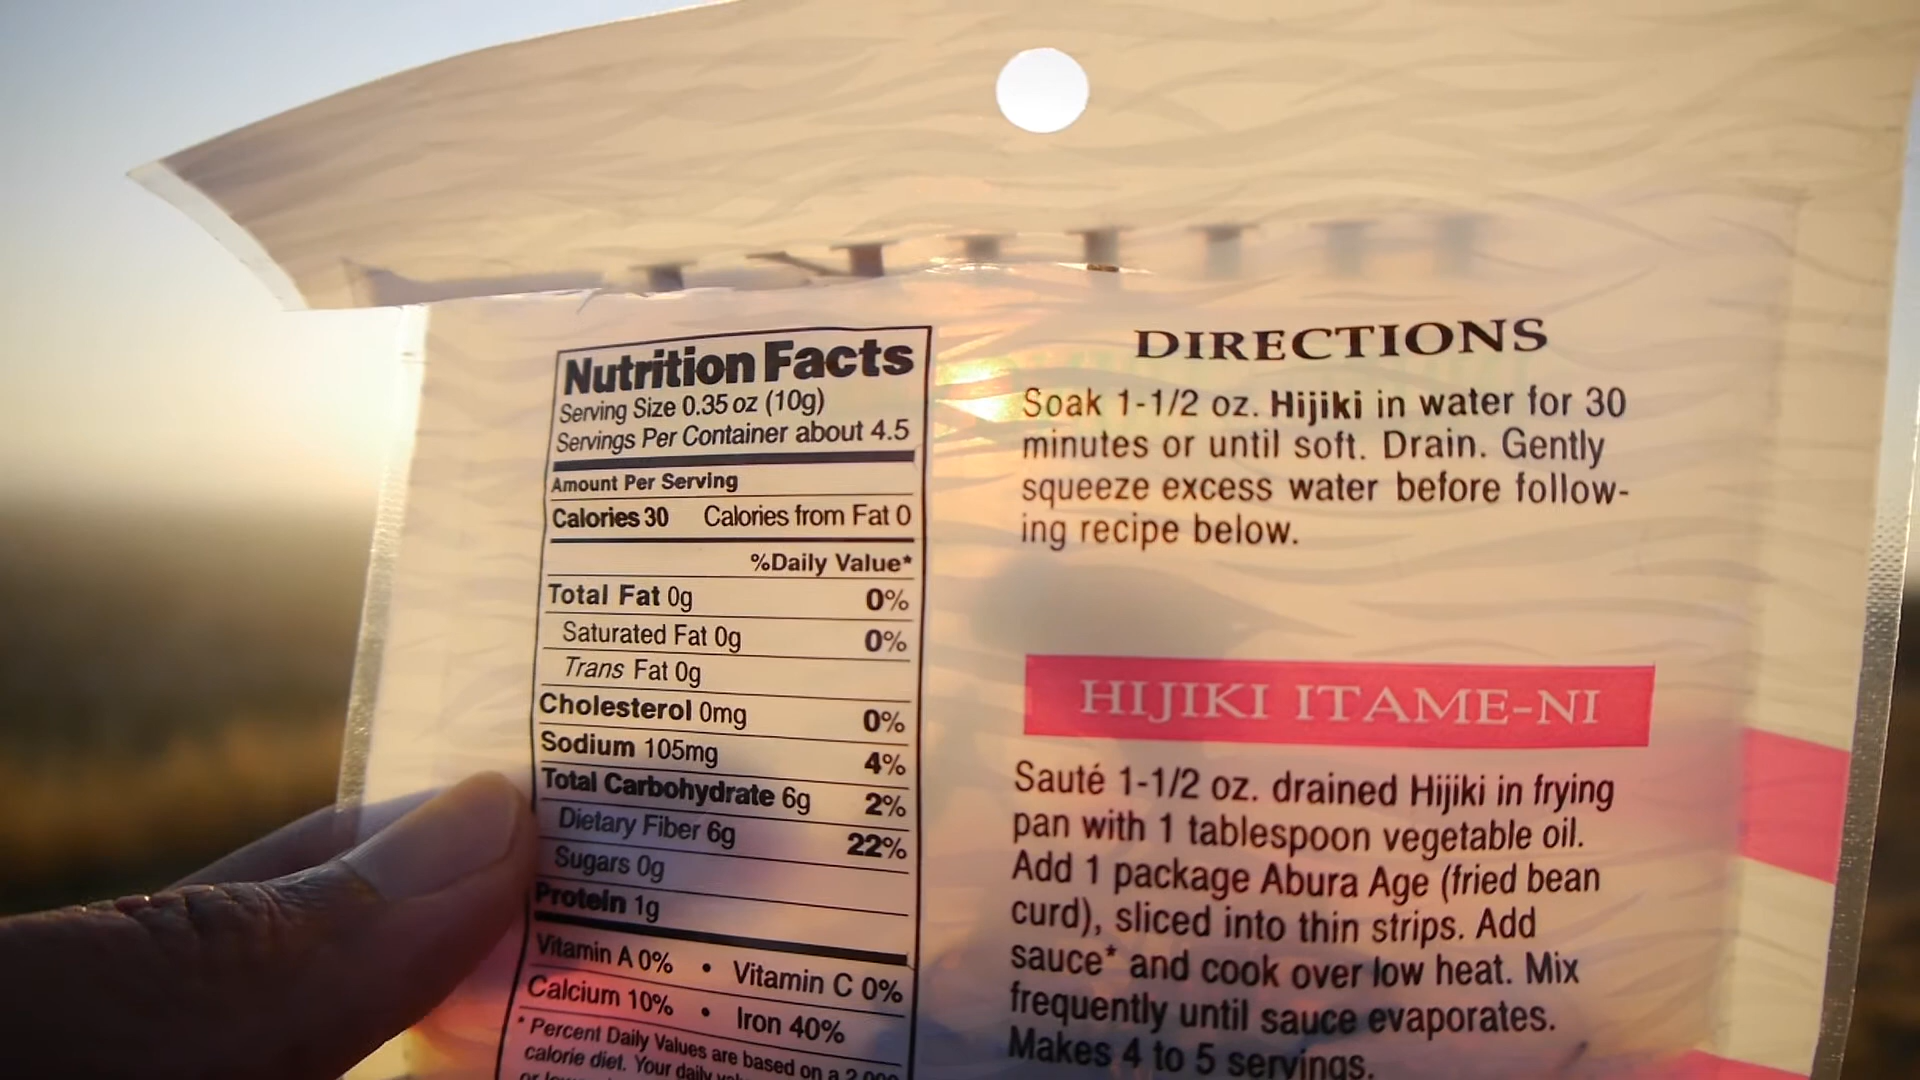 Nutrition Facts
Serving Size 0.35 oz (10g)
Servings Per Container about 4.5
Amount Per Serving
Calories 30 Calories from Fat 0
%Daily Value*
Total Fat 0g 0%
Saturated Fat 0g 0%
Trans Fat 0g
Cholesterol 0mg 0%
Sodium 105mg 4%
Total Carbohydrate 6g 2%
Dietary Fiber 6g 22%
Sugars 0g
Protein 1g
Vitamin A 0% • Vitamin C 0%
Calcium 10% • Iron 40%
* Percent Daily Values are based on a
calorie diet. Your daily
DIRECTIONS
Soak 1-1/2 oz. Hijiki in water for 30
minutes or until soft. Drain. Gently
squeeze excess water before follow-
ing recipe below.
HIJIKI ITAME-NI
Sauté 1-1/2 oz. drained Hijiki in frying
pan with 1 tablespoon vegetable oil.
Add 1 package Abura Age (fried bean
curd), sliced into thin strips. Add
sauce* and cook over low heat. Mix
frequently until sauce evaporates.
Makes 4 to 5 servings.